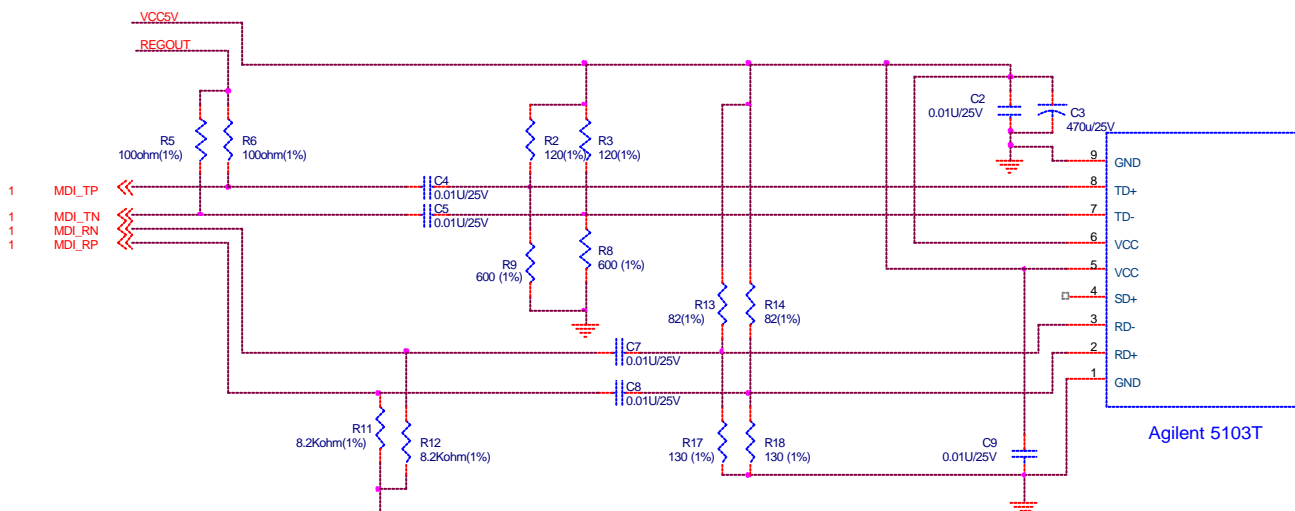 VCC5V
REGOUT
C2
0.01U/25V
C3
470u/25V
R5
100ohm(1%)
R6
100ohm(1%)
R2
120(1%)
R3
120(1%)
9
GND
1 MDI_TP
C4
0.01U/25V
8
TD+
1 MDI_TN
C5
0.01U/25V
7
TD-
1 MDI_RN
1 MDI_RP
6
VCC
R9
600 (1%)
R8
600 (1%)
5
VCC
4
SD+
R13
82(1%)
R14
82(1%)
3
RD-
C7
0.01U/25V
2
RD+
C8
0.01U/25V
1
GND
R11
8.2Kohm(1%)
R12
8.2Kohm(1%)
R17
130 (1%)
R18
130 (1%)
C9
0.01U/25V
Agilent 5103T